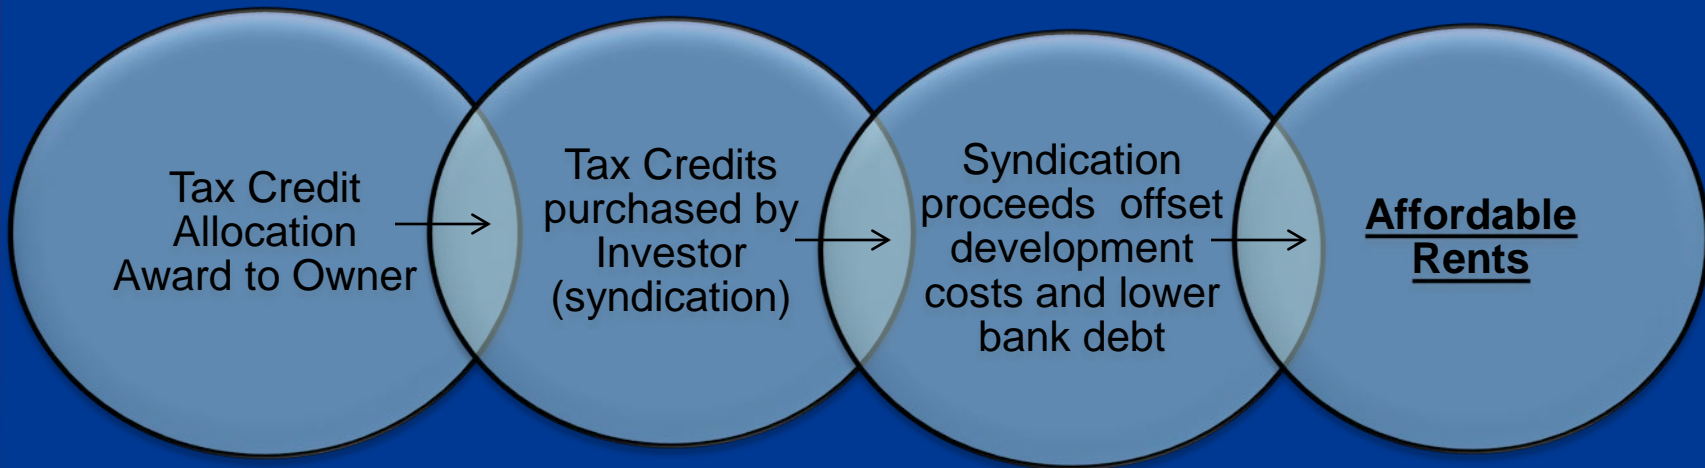 Tax Credit
Allocation
Award to Owner
Tax Credits
purchased by
Investor
(syndication)
Syndication
proceeds  offset
development
costs and lower
bank debt
Affordable
Rents